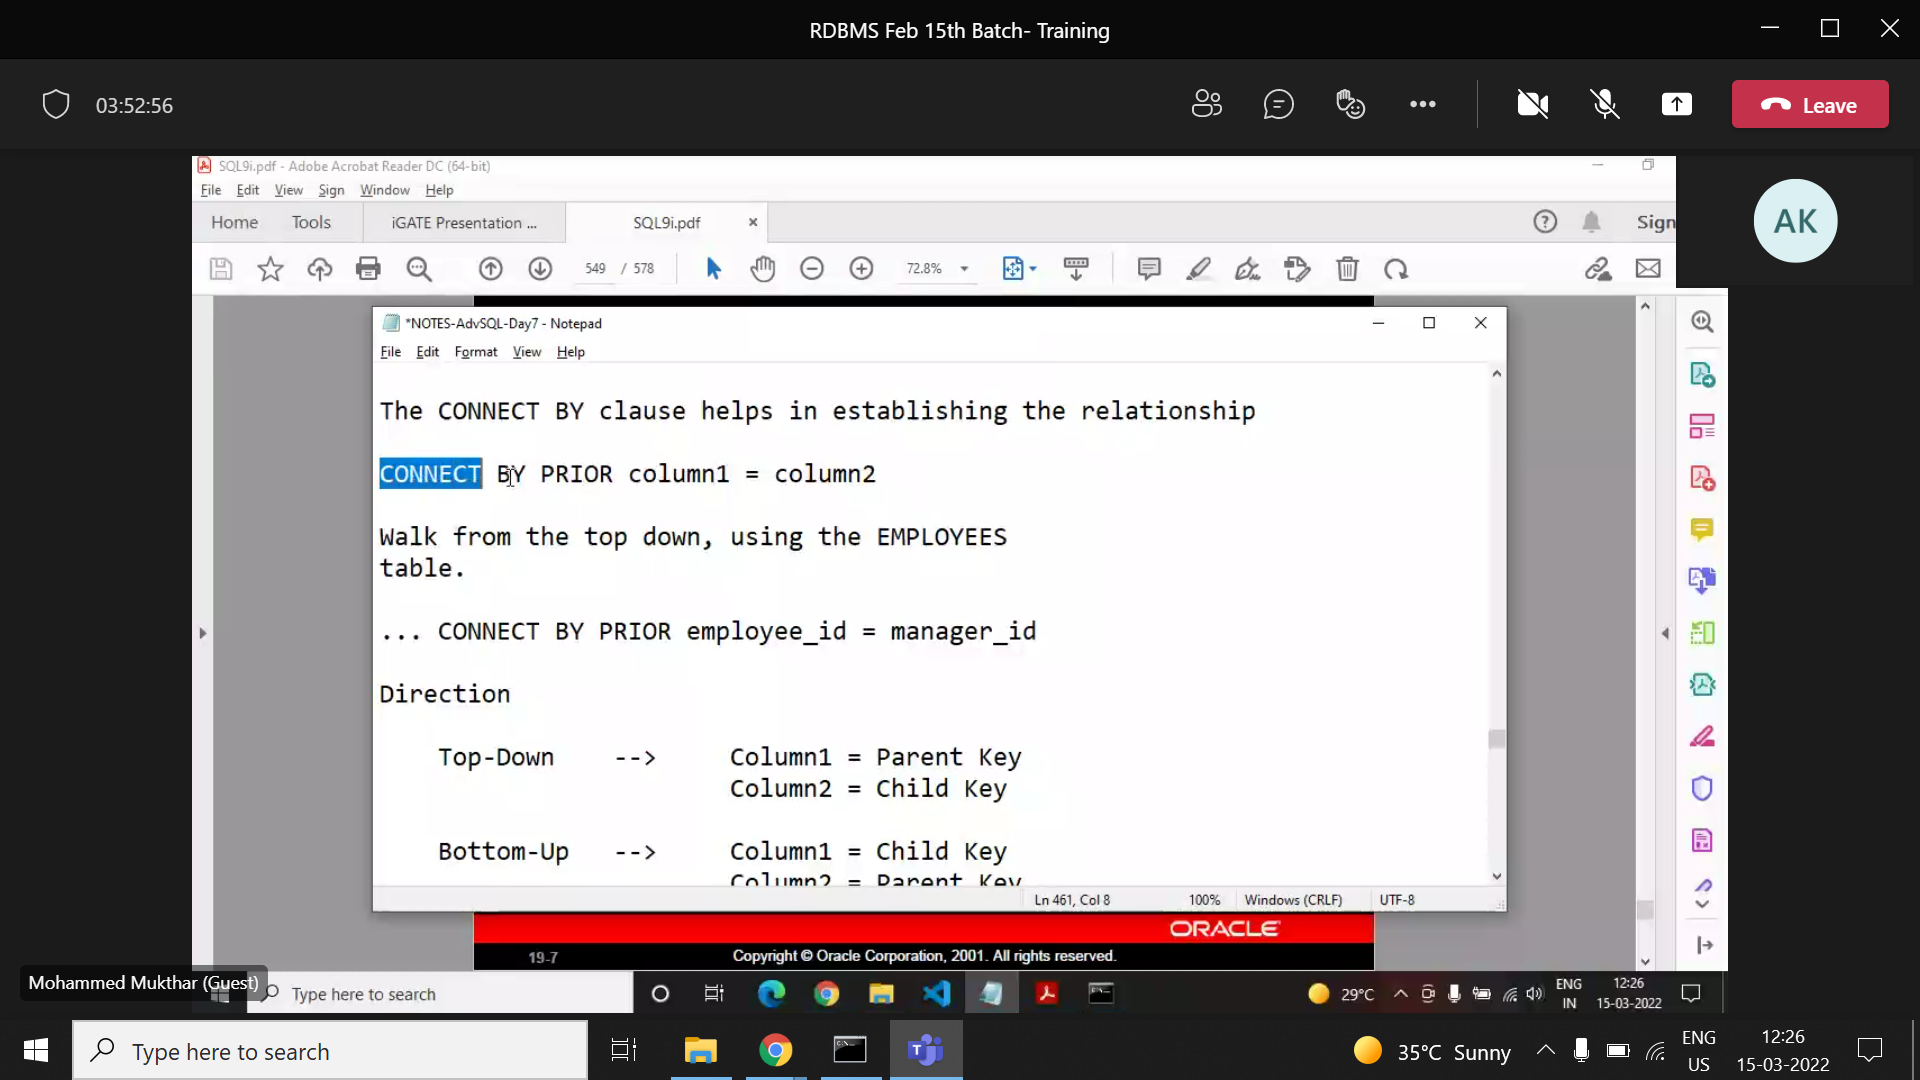 RDBMS Feb 15th Batch- Training
03:52:56
Leave
SQL9i.pdf - Adobe Acrobat Reader DC (64-bit)
File Edit View Sign Window Help
Home Tools iGATE Presentation ... SQL9i.pdf Sign
549 / 578 72.8%
AK
*NOTES-AdvSQL-Day7 - Notepad
File Edit Format View Help
The CONNECT BY clause helps in establishing the relationship
CONNECT BY PRIOR column1 = column2
Walk from the top down, using the EMPLOYEES
table.
... CONNECT BY PRIOR employee_id = manager_id
Direction
Top-Down --> Column1 = Parent Key
Column2 = Child Key
Bottom-Up --> Column1 = Child Key
Column2 = Parent Key
Ln 461, Col 8 100% Windows (CRLF) UTF-8
ORACLE
19-7 Copyright © Oracle Corporation, 2001. All rights reserved.
Mohammed Mukthar (Guest)
Type here to search 29°C ENG IN 12:26 15-03-2022
Type here to search 35°C Sunny ENG US 12:26 15-03-2022